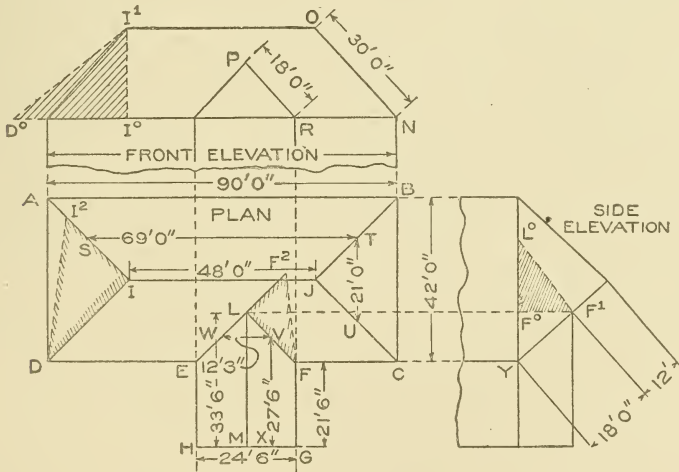 I¹
O
P
18'0"
30'0"
D°
I°
R
N
FRONT ELEVATION
90'0"
A
B
PLAN
SIDE
ELEVATION
I²
69'0"
T
S
L°
48'0"
F²
21'0"
42'0"
I
J
L
U
F°
F¹
W
V
12'
D
E
12'3"
F
C
Y
33'6"
27'6"
21'6"
18'0"
H
M
X
G
24'6"